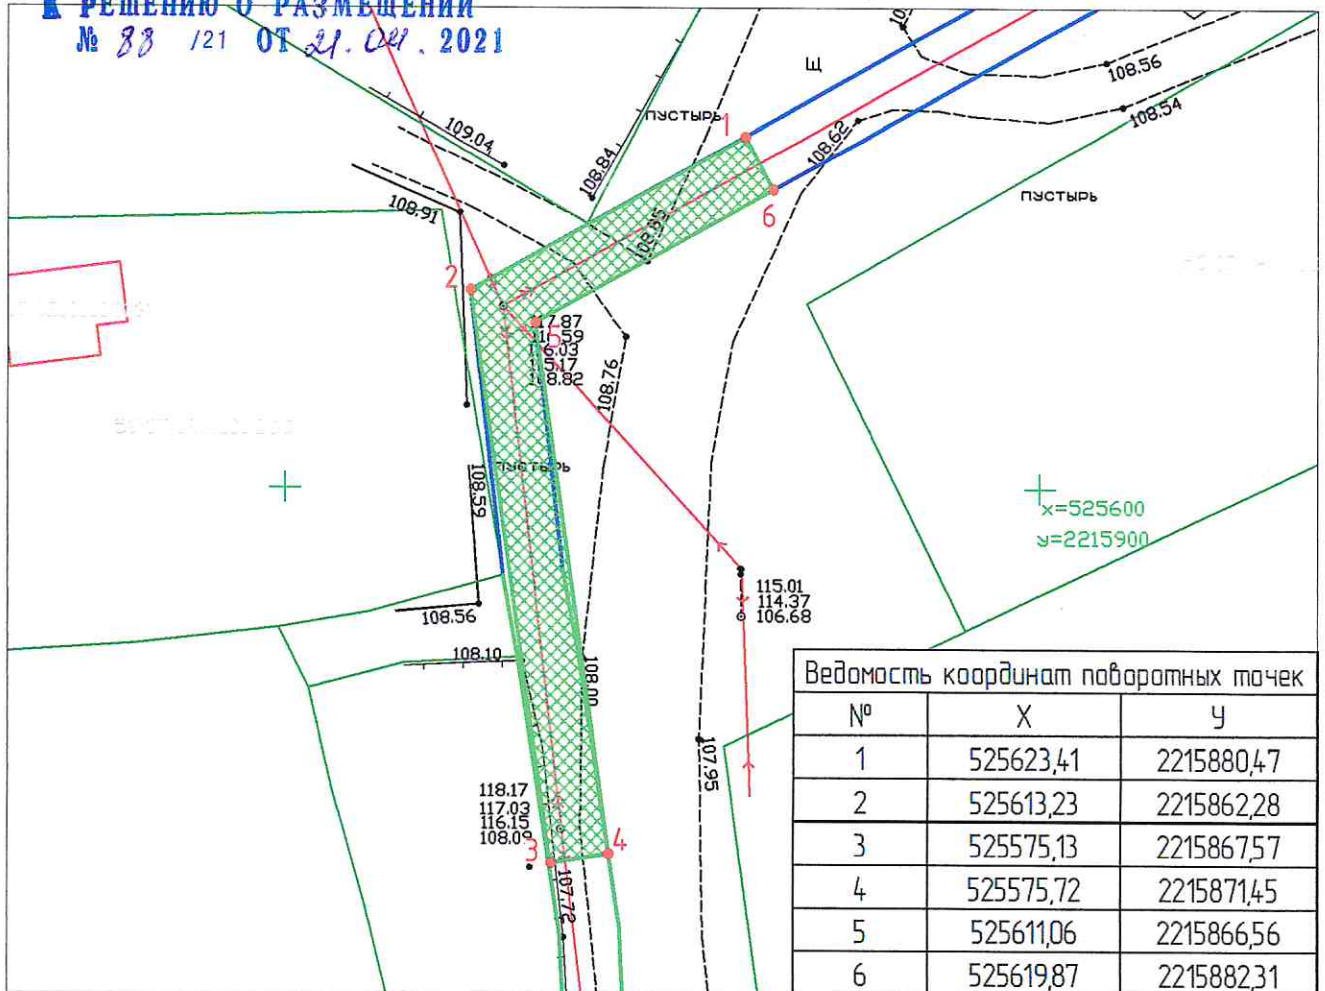 К РЕШЕНИЮ О РАЗМЕЩЕНИИ
№ 88 /21 ОТ 21.04.2021
Щ
108.56
108.54
109.04
ПУСТЫРЬ
1
108.62
108.84
ПУСТЫРЬ
108.91
6
108.85
2
117.87
5
108.82
108.76
108.59
ПУСТЫРЬ
x=525600
y=2215900
115.01
114.37
106.68
108.56
108.10
108.00
107.95
118.17
117.03
116.15
108.09
3
4
107.72
Ведомость координат поворотных точек
№ X У
1 525623,41 2215880,47
2 525613,23 2215862,28
3 525575,13 2215867,57
4 525575,72 2215871,45
5 525611,06 2215866,56
6 525619,87 2215882,31